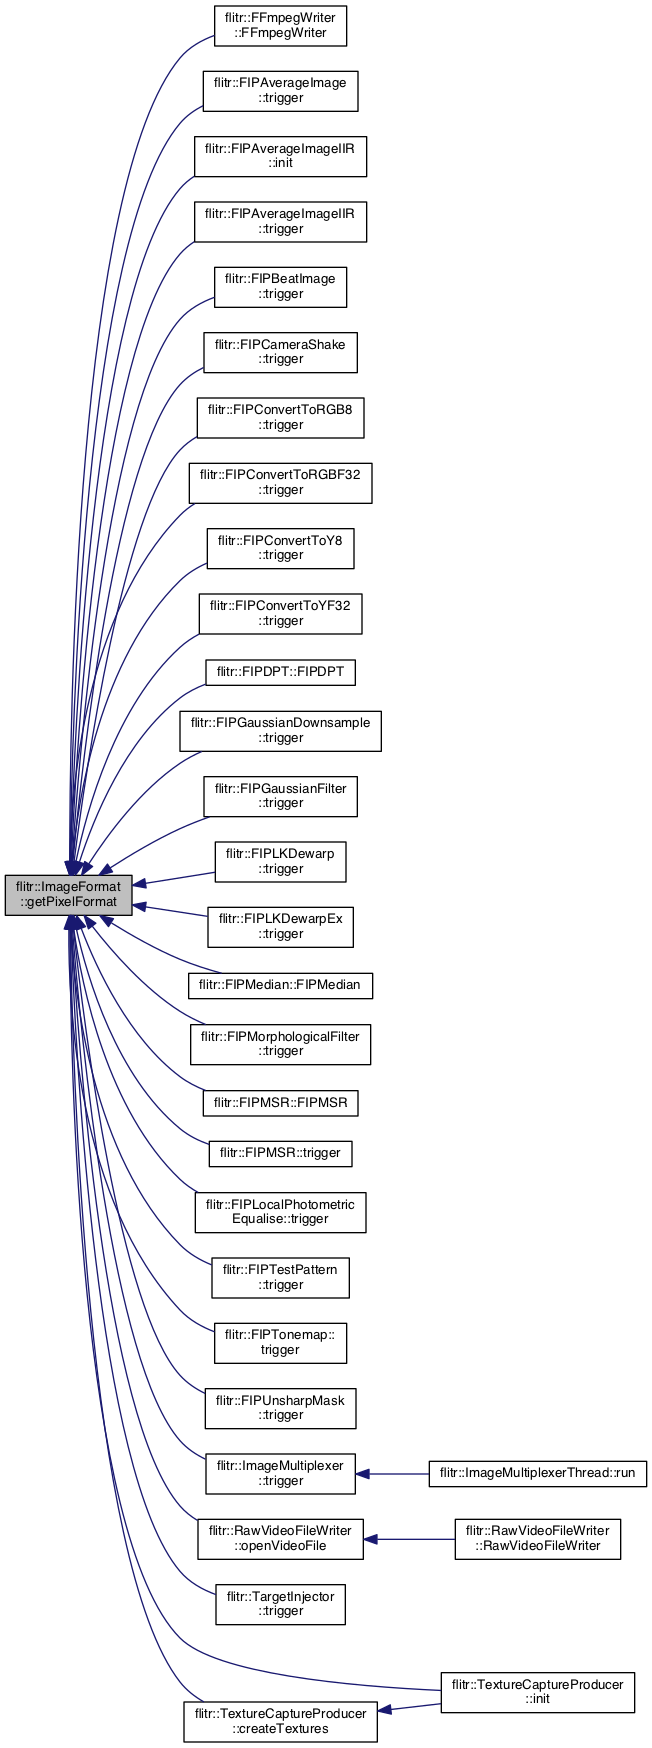 flitr::FFmpegWriter
::FFmpegWriter
flitr::FIPAverageImage
::trigger
flitr::FIPAverageImageIIR
::init
flitr::FIPAverageImageIIR
::trigger
flitr::FIPBeatImage
::trigger
flitr::FIPCameraShake
::trigger
flitr::FIPConvertToRGB8
::trigger
flitr::FIPConvertToRGBF32
::trigger
flitr::FIPConvertToY8
::trigger
flitr::FIPConvertToYF32
::trigger
flitr::FIPDPT::FIPDPT
flitr::FIPGaussianDownsample
::trigger
flitr::FIPGaussianFilter
::trigger
flitr::FIPLKDewarp
::trigger
flitr::ImageFormat
::getPixelFormat
flitr::FIPLKDewarpEx
::trigger
flitr::FIPMedian::FIPMedian
flitr::FIPMorphologicalFilter
::trigger
flitr::FIPMSR::FIPMSR
flitr::FIPMSR::trigger
flitr::FIPLocalPhotometric
Equalise::trigger
flitr::FIPTestPattern
::trigger
flitr::FIPTonemap::
trigger
flitr::FIPUnsharpMask
::trigger
flitr::ImageMultiplexer
::trigger
flitr::ImageMultiplexerThread::run
flitr::RawVideoFileWriter
::openVideoFile
flitr::RawVideoFileWriter
::RawVideoFileWriter
flitr::TargetInjector
::trigger
flitr::TextureCaptureProducer
::init
flitr::TextureCaptureProducer
::createTextures